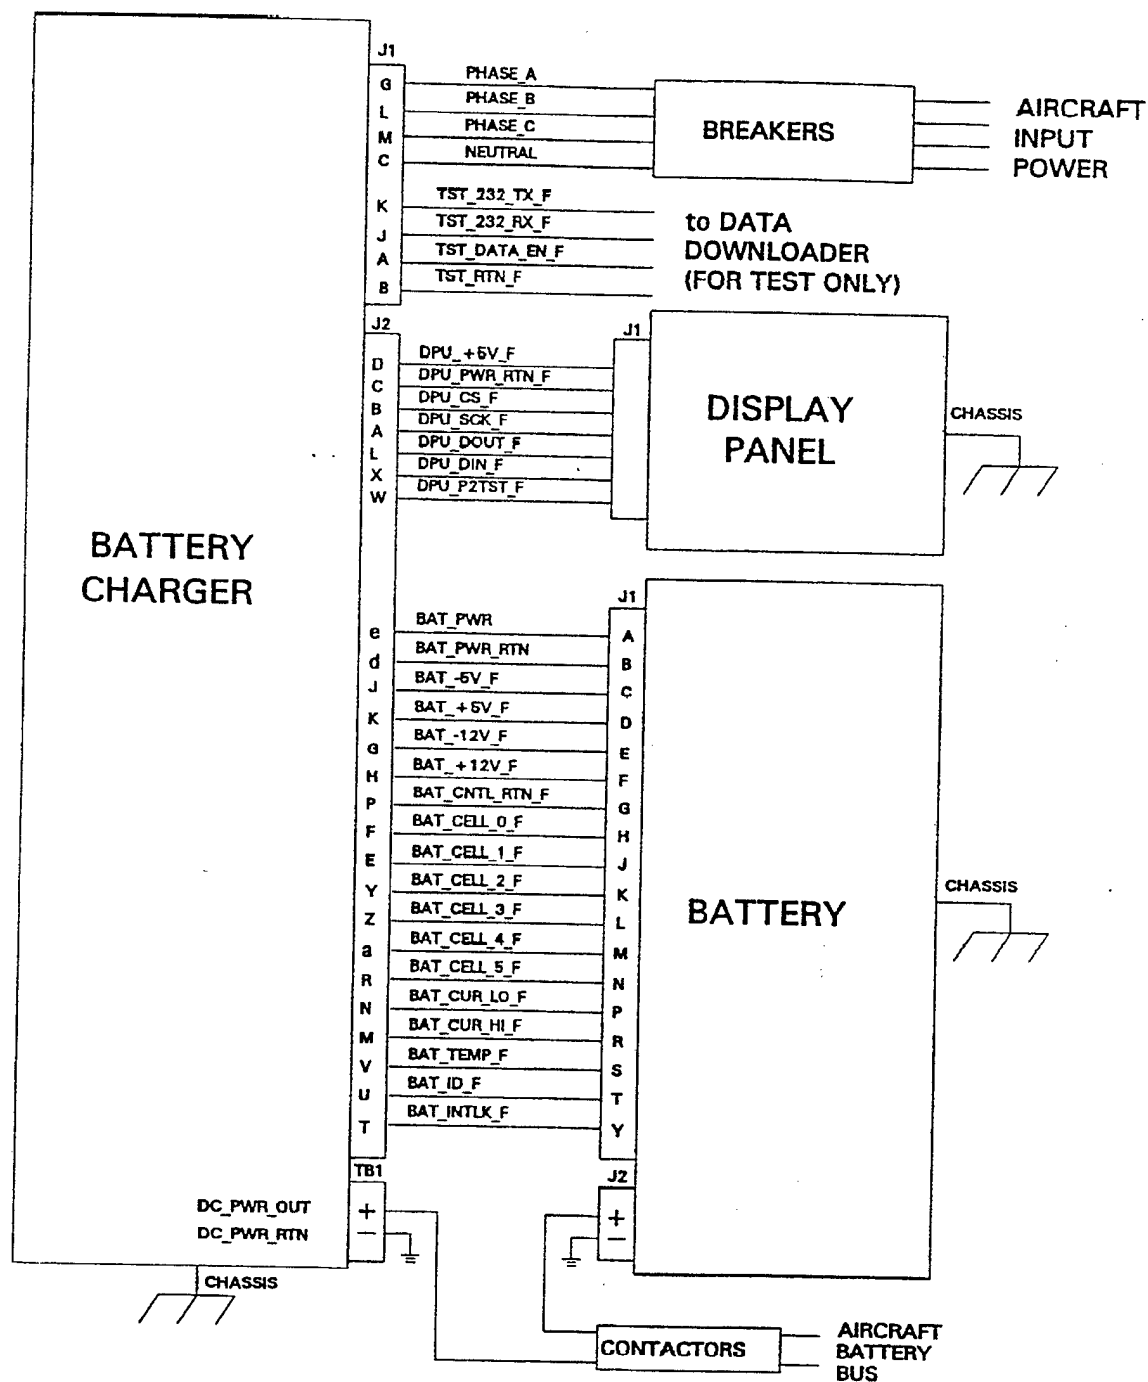 J1
G PHASE_A
L PHASE_B
M PHASE_C
C NEUTRAL
BREAKERS
AIRCRAFT
INPUT
POWER
K TST_232_TX_F
J TST_232_RX_F
A TST_DATA_EN_F
B TST_RTN_F
to DATA
DOWNLOADER
(FOR TEST ONLY)
J2
D DPU_+5V_F
C DPU_PWR_RTN_F
B DPU_CS_F
A DPU_SCK_F
L DPU_DOUT_F
X DPU_DIN_F
W DPU_P2TST_F
J1
DISPLAY
PANEL
CHASSIS
BATTERY
CHARGER
J1
e BAT_PWR A
d BAT_PWR_RTN B
J BAT_-5V_F C
K BAT_+5V_F D
G BAT_-12V_F E
H BAT_+12V_F F
P BAT_CNTL_RTN_F G
F BAT_CELL_0_F H
E BAT_CELL_1_F J
Y BAT_CELL_2_F K
Z BAT_CELL_3_F L
a BAT_CELL_4_F M
R BAT_CELL_5_F N
N BAT_CUR_LO_F P
M BAT_CUR_HI_F R
V BAT_TEMP_F S
U BAT_ID_F T
T BAT_INTLK_F Y
BATTERY
CHASSIS
TB1
DC_PWR_OUT +
DC_PWR_RTN −
CHASSIS
J2
+
−
CONTACTORS
AIRCRAFT
BATTERY
BUS